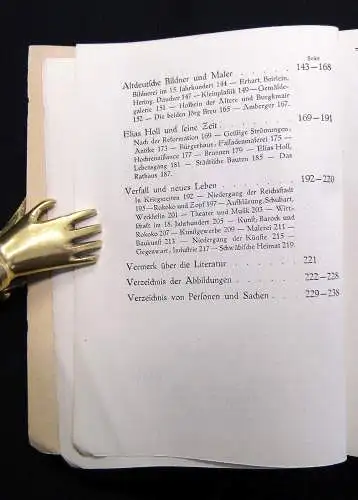 Seite
Altdeutsche Bildner und Maler . . . . . 143—168
Bildnerei im 15. Jahrhundert 144 — Erhart, Beirlein,
Hering, Daucher 147 — Kleinplastik 149 — Gemälde-
galerie 151 — Holbein der Ältere und Burgkmair
152 — Die beiden Jörg Breu 165 — Amberger 167.
Elias Holl und seine Zeit . . . . . 169—191
Nach der Reformation 169 — Geistige Strömungen,
Antike 173 — Bürgerhaus, Fassadenmalerei 175 —
Hochrenaissance 177 — Brunnen 179 — Elias Holl,
Lebensgang 181 — Städtische Bauten 185 — Das
Rathaus 187.
Verfall und neues Leben . . . . . 192—220
In Kriegszeiten 192 — Niedergang der Reichsstadt
195 — Rokoko und Zopf 197 — Aufklärung, Schubart,
Wekhrlin 201 — Theater und Musik 203 — Wirt-
schaft im 18. Jahrhundert 205 — Kunst, Barock und
Rokoko 207 — Kunstgewerbe 209 — Malerei 211 —
Baukunst 213 — Niedergang der Künste 215 —
Gegenwart, Industrie 217 — Schwäbische Heimat 219.
Vermerk über die Literatur . . . . . 221
Verzeichnis der Abbildungen . . . . . 222—228
Verzeichnis von Personen und Sachen . . . 229—238